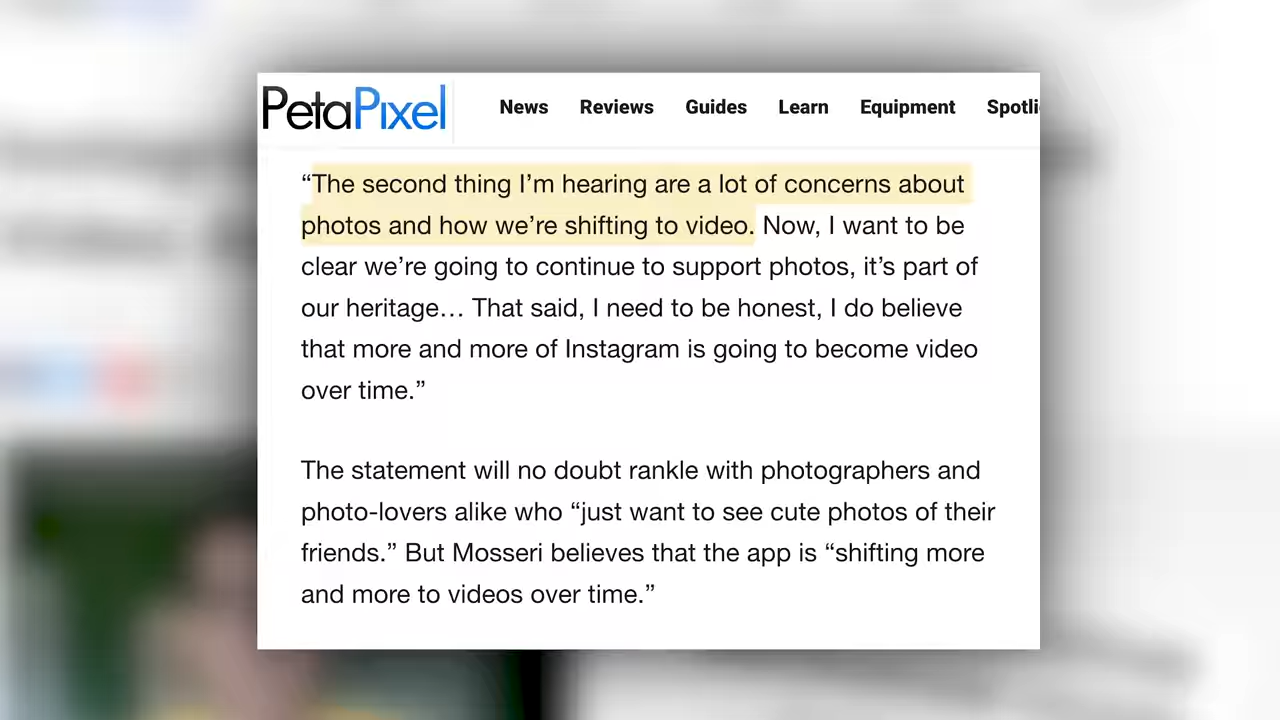 PetaPixel
News Reviews Guides Learn Equipment
“The second thing I’m hearing are a lot of concerns about
photos and how we’re shifting to video. Now, I want to be
clear we’re going to continue to support photos, it’s part of
our heritage… That said, I need to be honest, I do believe
that more and more of Instagram is going to become video
over time.”
The statement will no doubt rankle with photographers and
photo-lovers alike who “just want to see cute photos of their
friends.” But Mosseri believes that the app is “shifting more
and more to videos over time.”